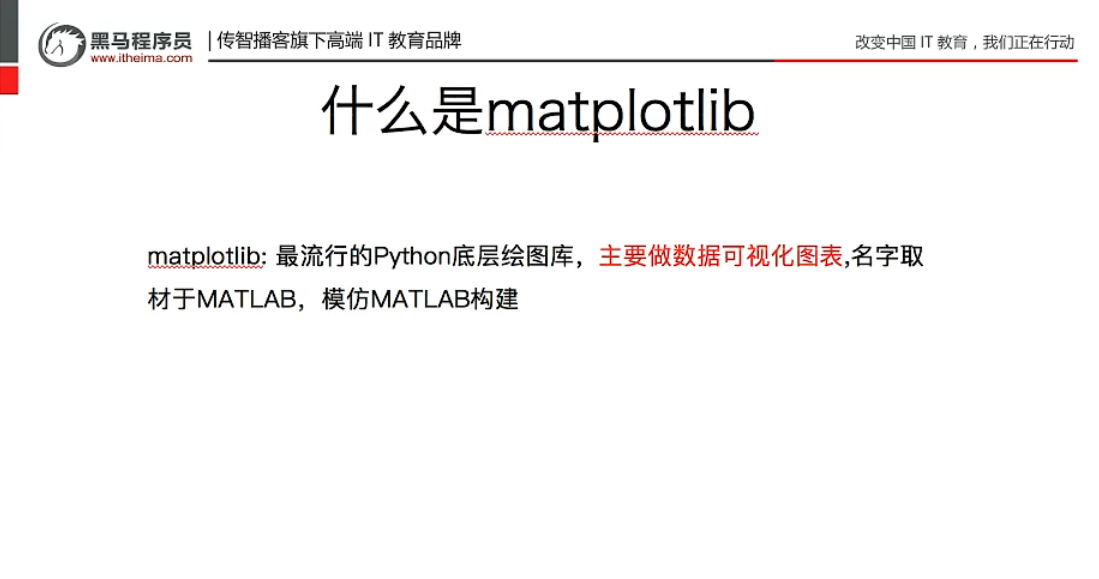 黑马程序员
www.itheima.com
传智播客旗下高端 IT 教育品牌
改变中国 IT 教育，我们正在行动
什么是matplotlib
matplotlib: 最流行的Python底层绘图库，主要做数据可视化图表,名字取
材于MATLAB，模仿MATLAB构建